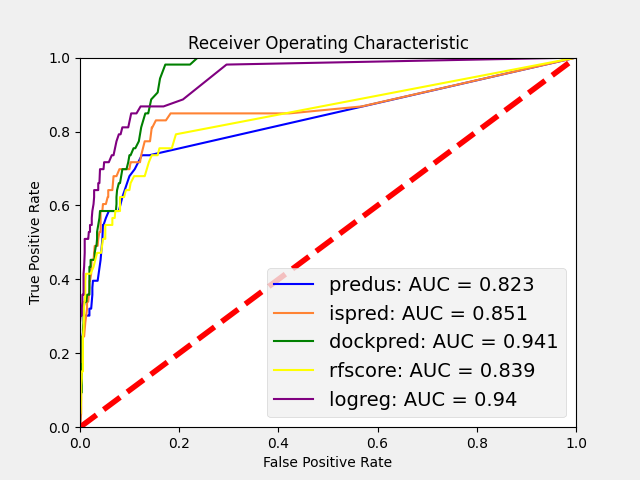 Receiver Operating Characteristic
True Positive Rate
1.0
0.8
0.6
0.4
0.2
0.0
predus: AUC = 0.823
ispred: AUC = 0.851
dockpred: AUC = 0.941
rfscore: AUC = 0.839
logreg: AUC = 0.94
0.0 0.2 0.4 0.6 0.8 1.0
False Positive Rate